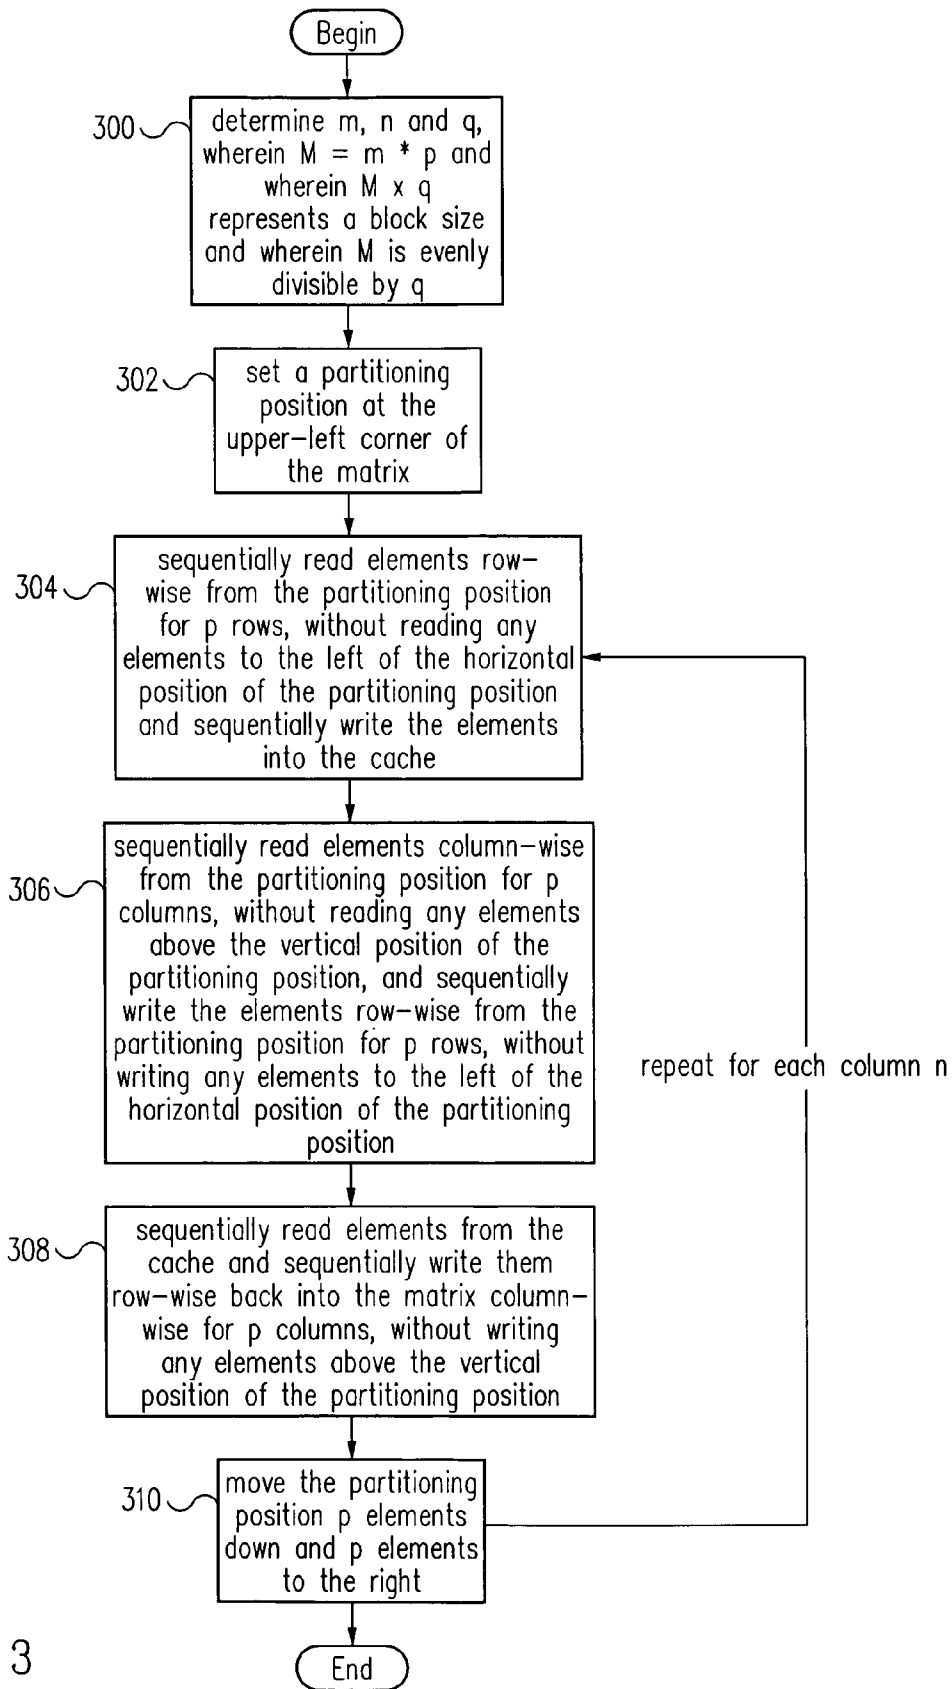 Begin
300
determine m, n and q,
wherein M = m * p and
wherein M x q
represents a block size
and wherein M is evenly
divisible by q
302
set a partitioning
position at the
upper-left corner of
the matrix
304
sequentially read elements row-
wise from the partitioning position
for p rows, without reading any
elements to the left of the horizontal
position of the partitioning position
and sequentially write the elements
into the cache
306
sequentially read elements column-wise
from the partitioning position for p
columns, without reading any elements
above the vertical position of the
partitioning position, and sequentially
write the elements row-wise from the
partitioning position for p rows, without
writing any elements to the left of the
horizontal position of the partitioning
position
repeat for each column n
308
sequentially read elements from the
cache and sequentially write them
row-wise back into the matrix column-
wise for p columns, without writing
any elements above the vertical
position of the partitioning position
310
move the partitioning
position p elements
down and p elements
to the right
End
3